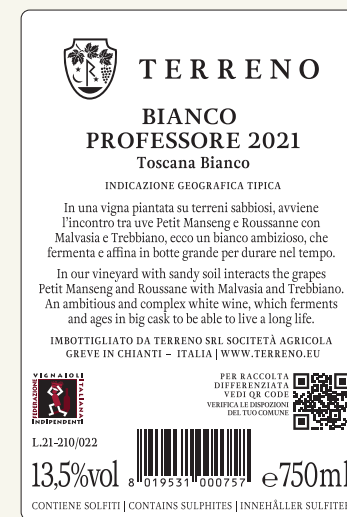 TERRENO
BIANCO
PROFESSORE 2021
Toscana Bianco
INDICAZIONE GEOGRAFICA TIPICA
In una vigna piantata su terreni sabbiosi, avviene
l'incontro tra uve Petit Manseng e Roussanne con
Malvasia e Trebbiano, ecco un bianco ambizioso, che
fermenta e affina in botte grande per durare nel tempo.
In our vineyard with sandy soil interacts the grapes
Petit Manseng and Roussane with Malvasia and Trebbiano.
An ambitious and complex white wine, which ferments
and ages in big cask to be able to live a long life.
IMBOTTIGLIATO DA TERRENO SRL SOCITETÀ AGRICOLA
GREVE IN CHIANTI – ITALIA | WWW.TERRENO.EU
VIGNAIOLI
FEDERAZIONE
ITALIANA
INDIPENDENTI
PER RACCOLTA
DIFFERENZIATA
VEDI QR CODE
VERIFICA LE DISPOZIONI
DEL TUO COMUNE
L.21-210/022
13,5%vol
8 019531 000757
℮750ml
CONTIENE SOLFITI | CONTAINS SULPHITES | INNEHÅLLER SULFITER